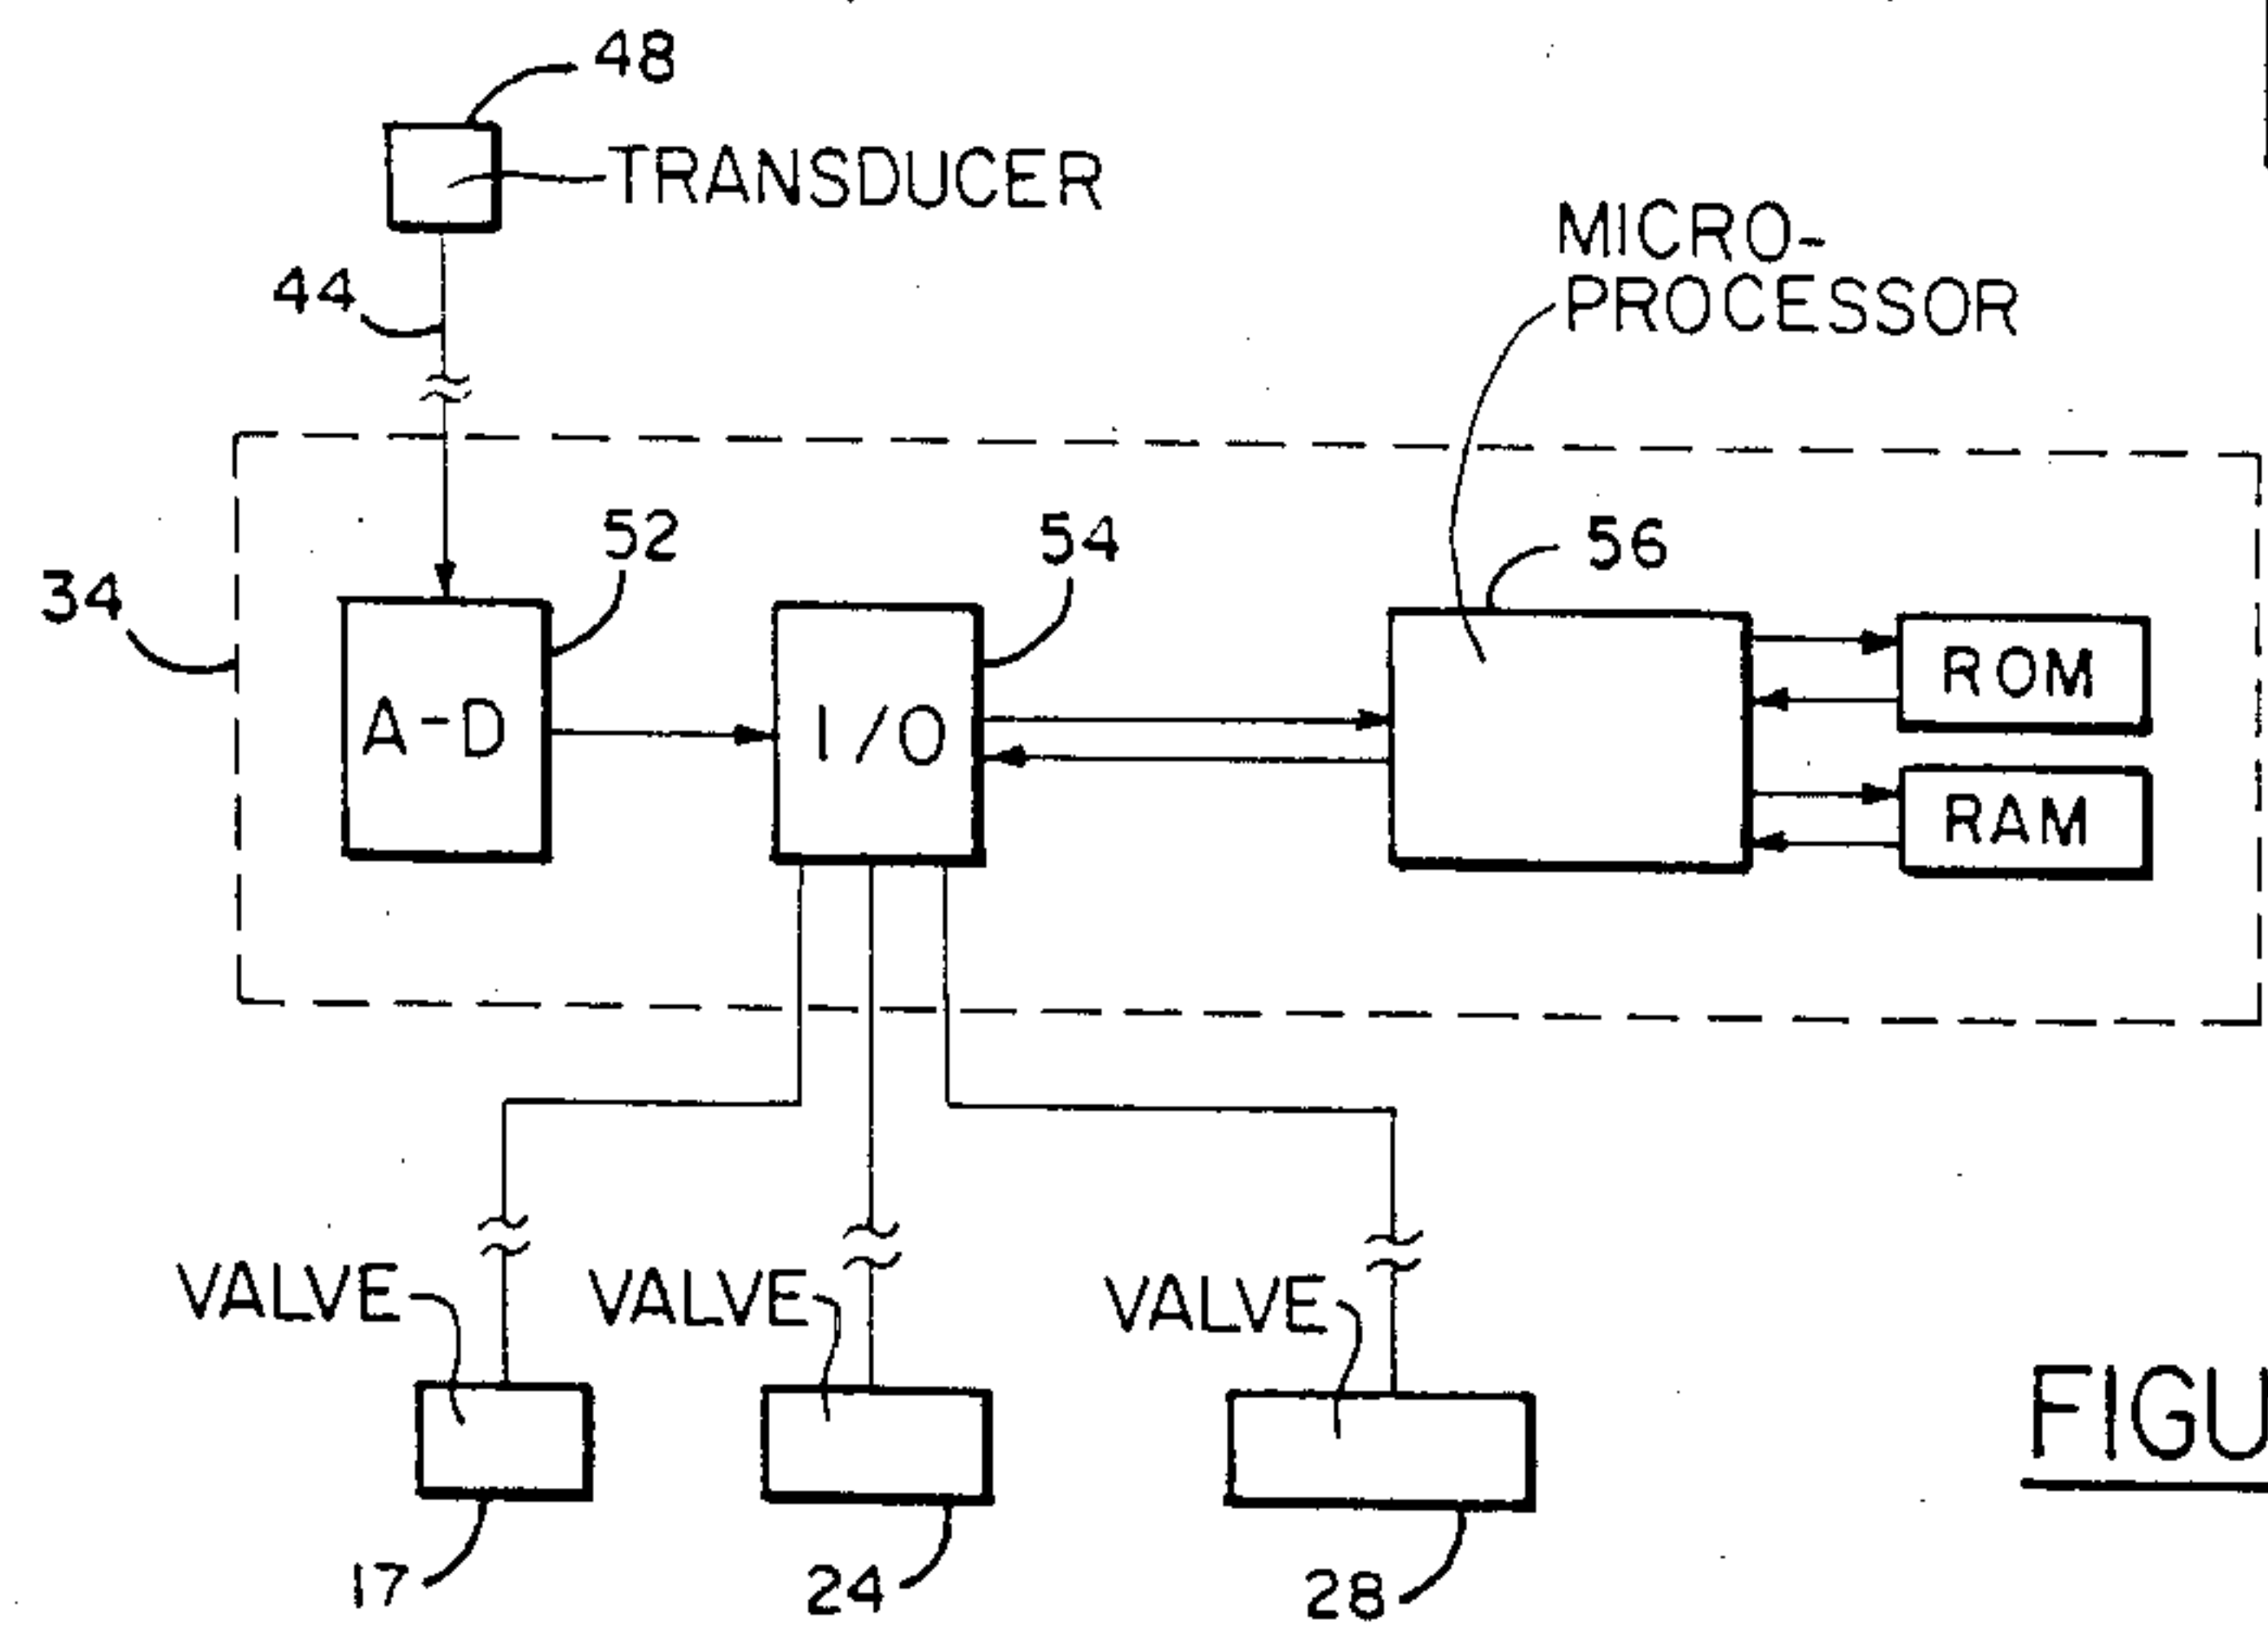 48
TRANSDUCER
44
MICRO-
PROCESSOR
34
52
54
56
A-D
I/O
ROM
RAM
VALVE
VALVE
VALVE
17
24
28
FIGU